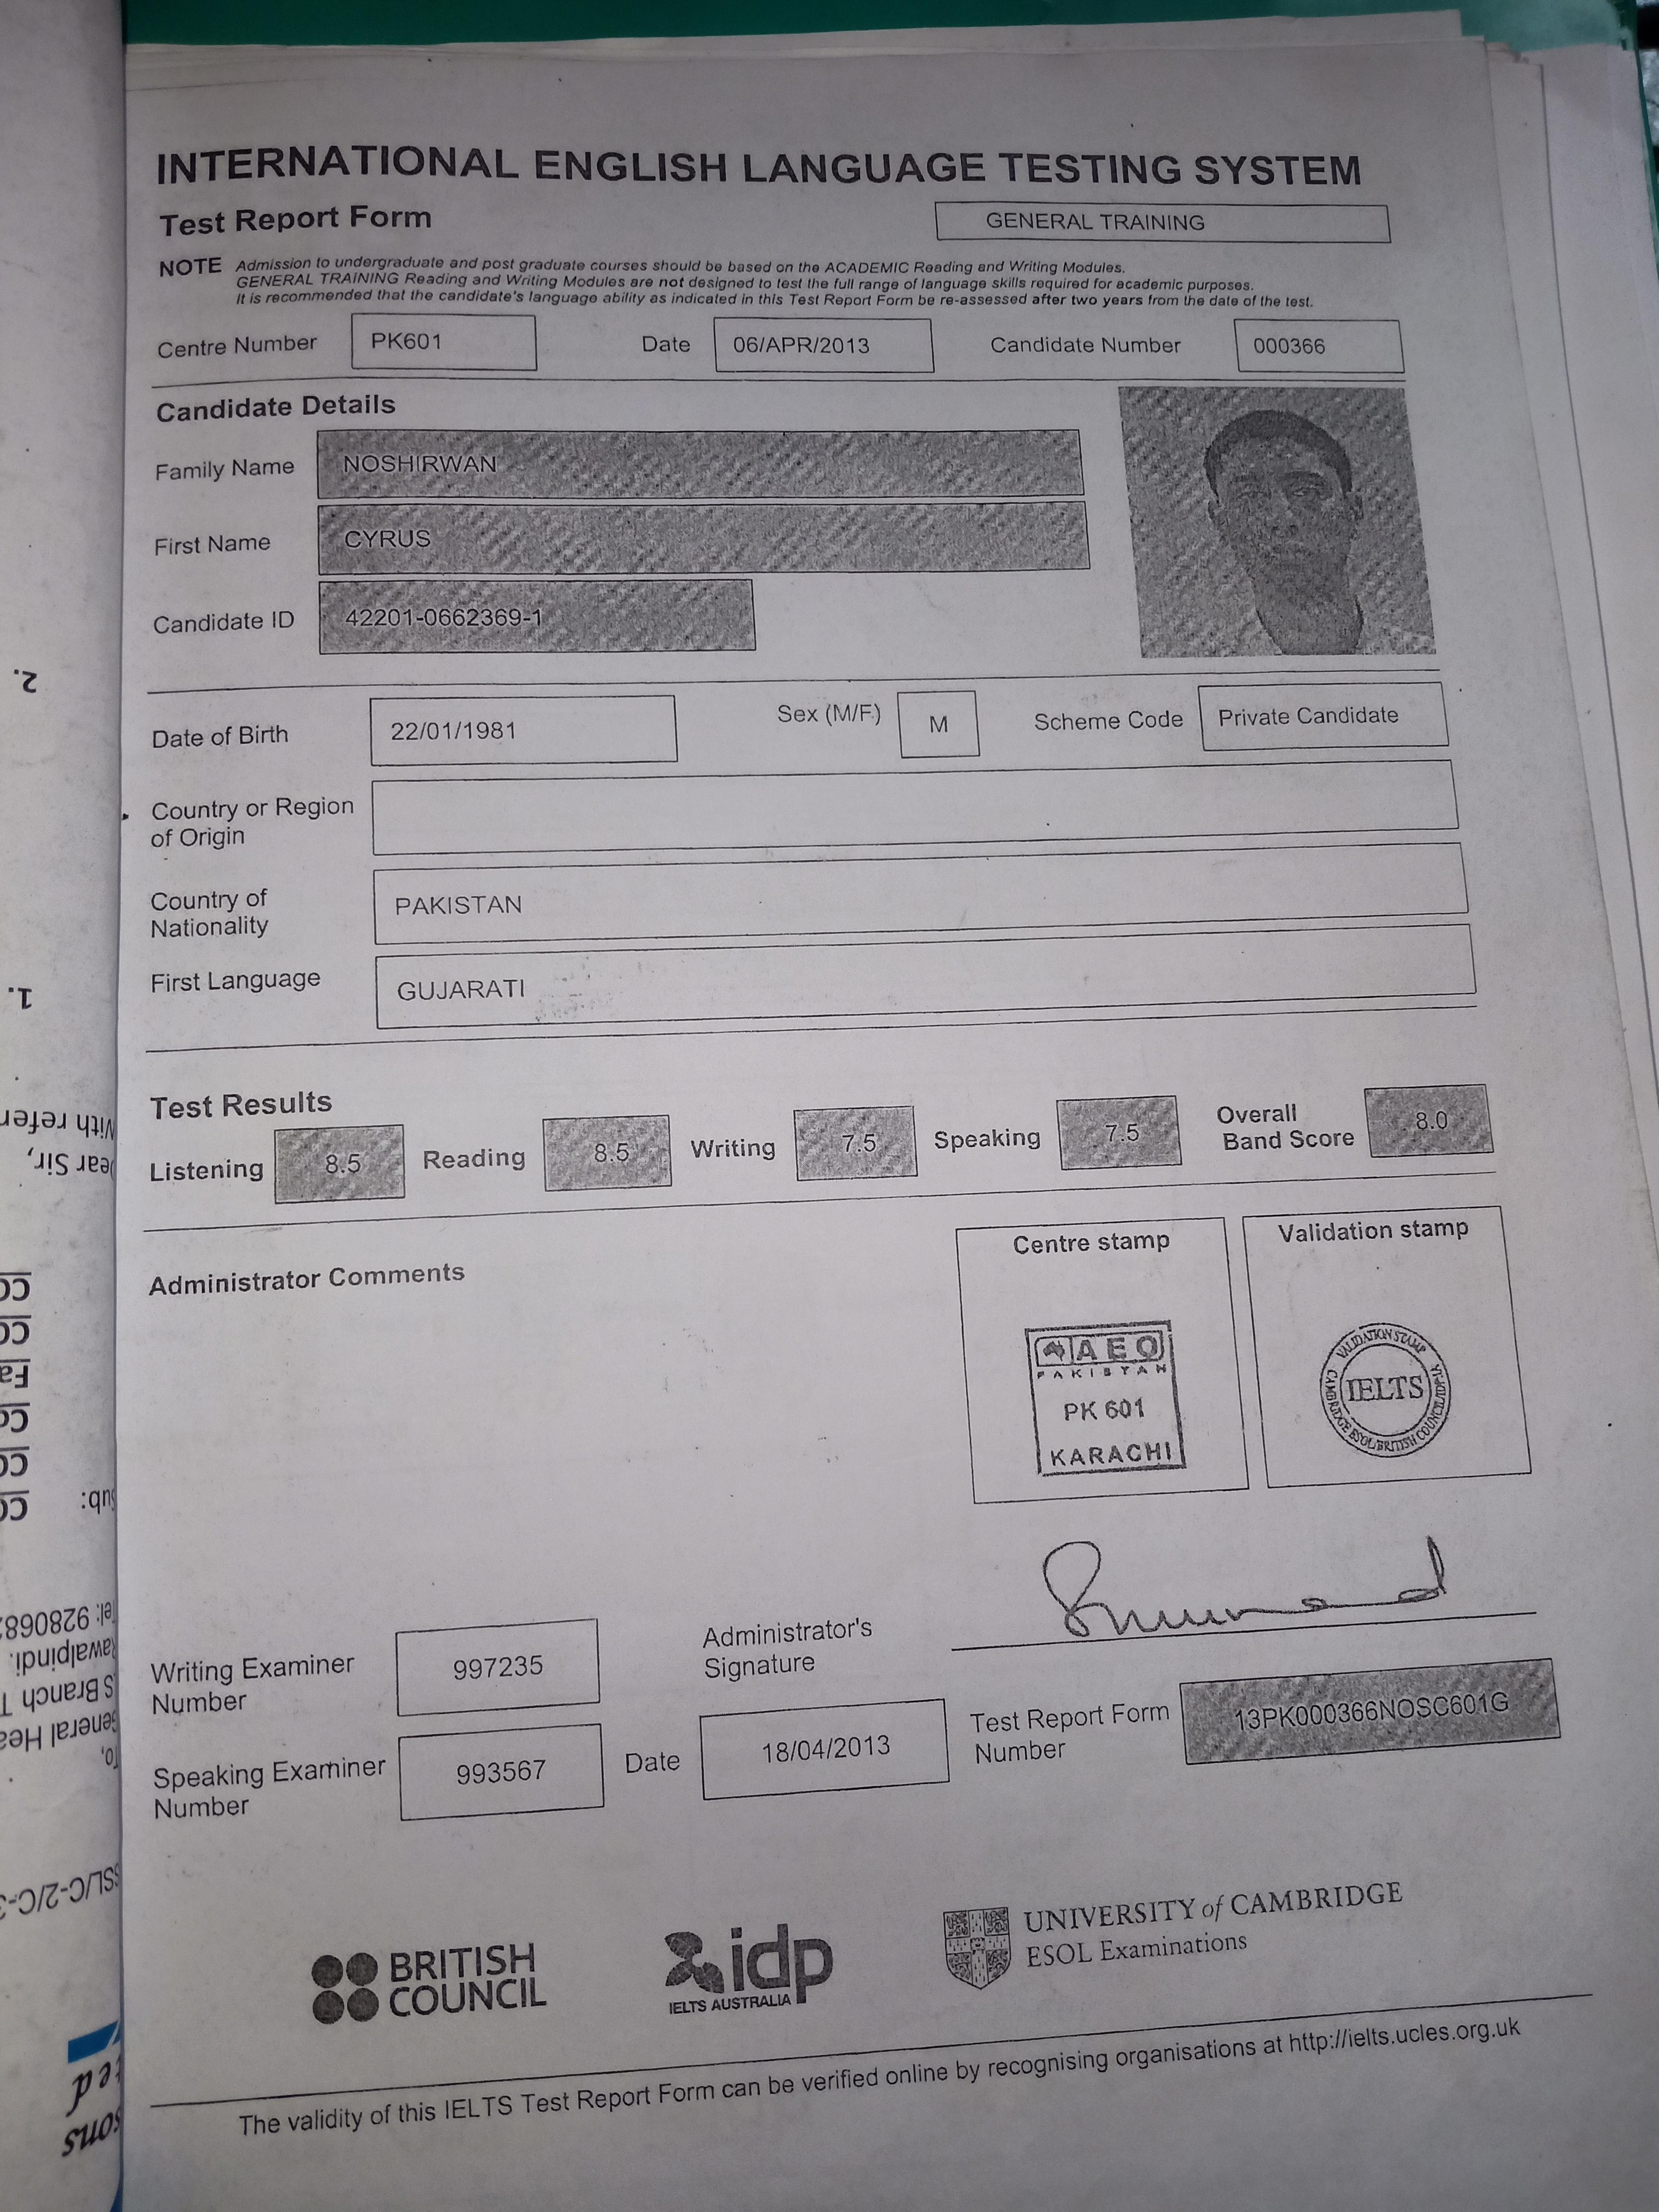 INTERNATIONAL ENGLISH LANGUAGE TESTING SYSTEM
Test Report Form
GENERAL TRAINING
NOTE Admission to undergraduate and post graduate courses should be based on the ACADEMIC Reading and Writing Modules.
GENERAL TRAINING Reading and Writing Modules are not designed to test the full range of language skills required for academic purposes.
It is recommended that the candidate's language ability as indicated in this Test Report Form be re-assessed after two years from the date of the test.
Centre Number PK601 Date 06/APR/2013 Candidate Number 000366
Candidate Details
Family Name NOSHIRWAN
First Name CYRUS
Candidate ID 42201-0662369-1
Date of Birth 22/01/1981 Sex (M/F) M Scheme Code Private Candidate
Country or Region
of Origin
Country of
Nationality
PAKISTAN
First Language GUJARATI
Test Results
Listening 8.5 Reading 8.5 Writing 7.5 Speaking 7.5
Overall
Band Score
8.0
Administrator Comments
Centre stamp
AEO
PAKISTAN
PK 601
KARACHI
Validation stamp
VALIDATION STAMP
IELTS
CAMBRIDGE ESOL BRITISH COUNCIL
Writing Examiner
Number
997235
Administrator's
Signature
Speaking Examiner
Number
993567
Date 18/04/2013
Test Report Form
Number
13PK000366NOSC601G
BRITISH
COUNCIL
idp
IELTS AUSTRALIA
UNIVERSITY of CAMBRIDGE
ESOL Examinations
The validity of this IELTS Test Report Form can be verified online by recognising organisations at http://ielts.ucles.org.uk
Rawalpindi.
Branch
2.
1.